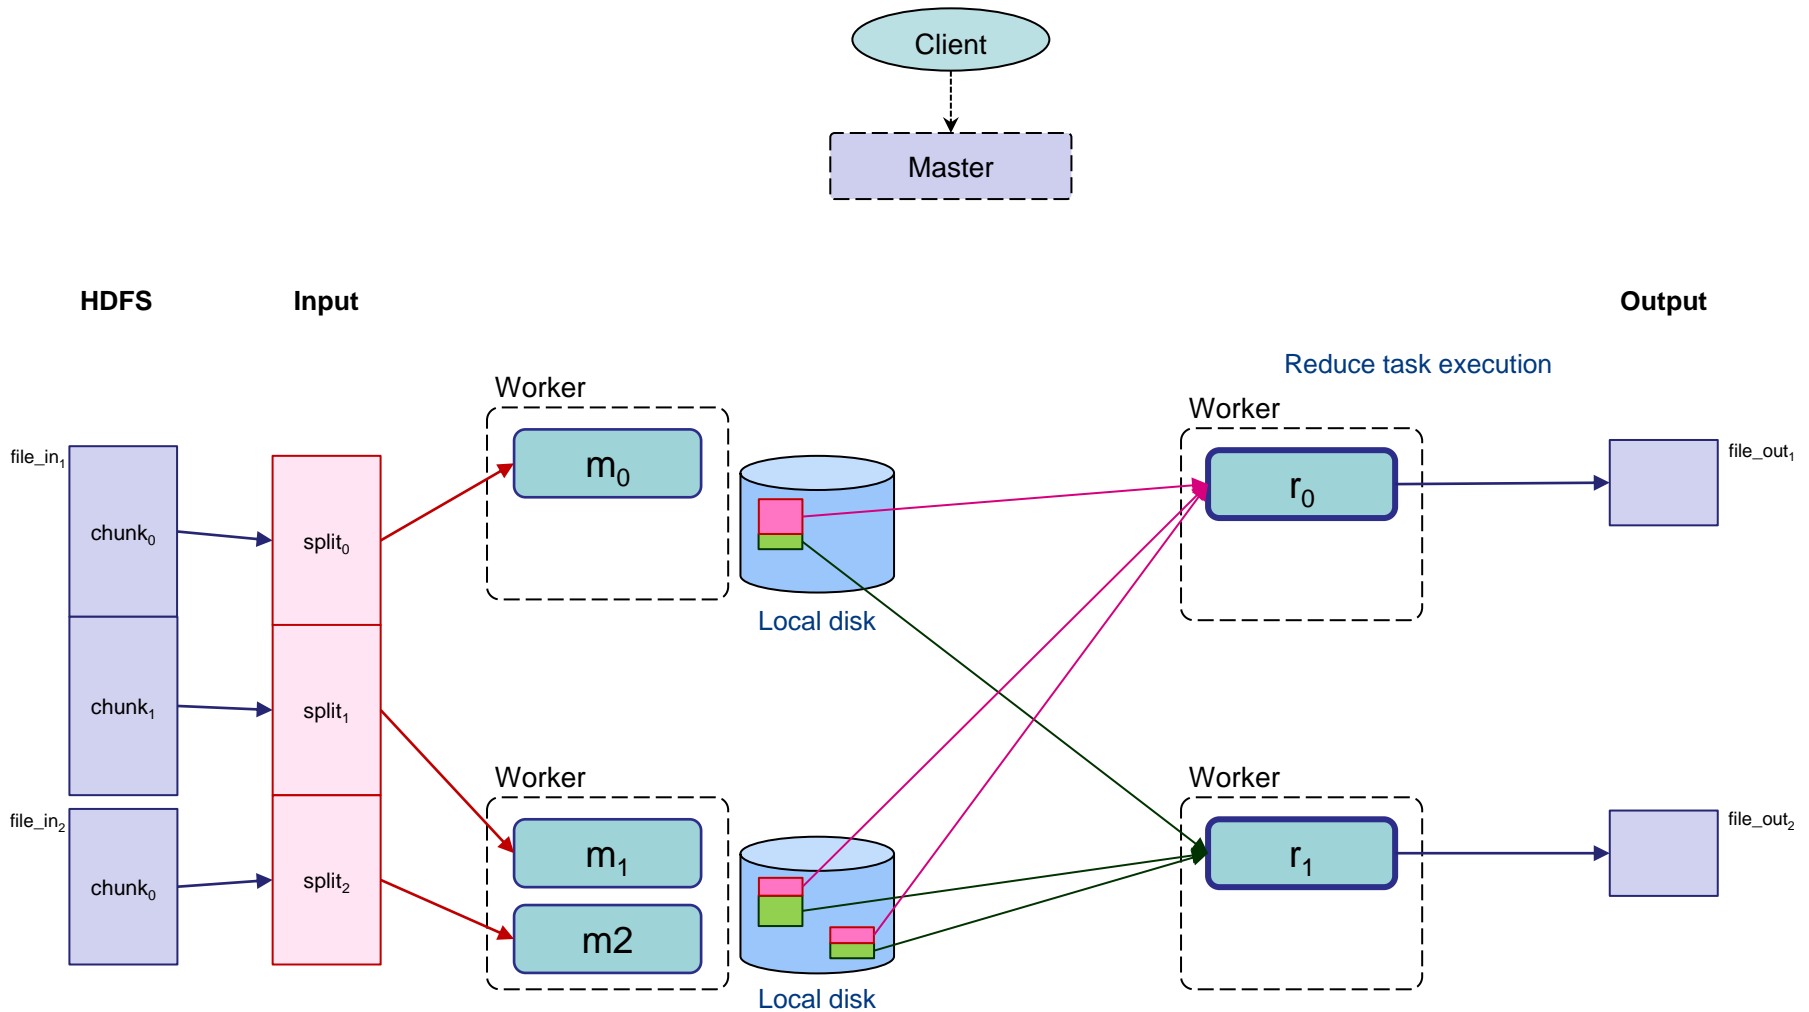 Client
Master
HDFS
Input
Output
Reduce task execution
Worker
Worker
file_in₁
file_out₁
m₀
r₀
chunk₀
split₀
Local disk
chunk₁
split₁
Worker
Worker
file_in₂
file_out₂
m₁
r₁
chunk₀
split₂
m2
Local disk